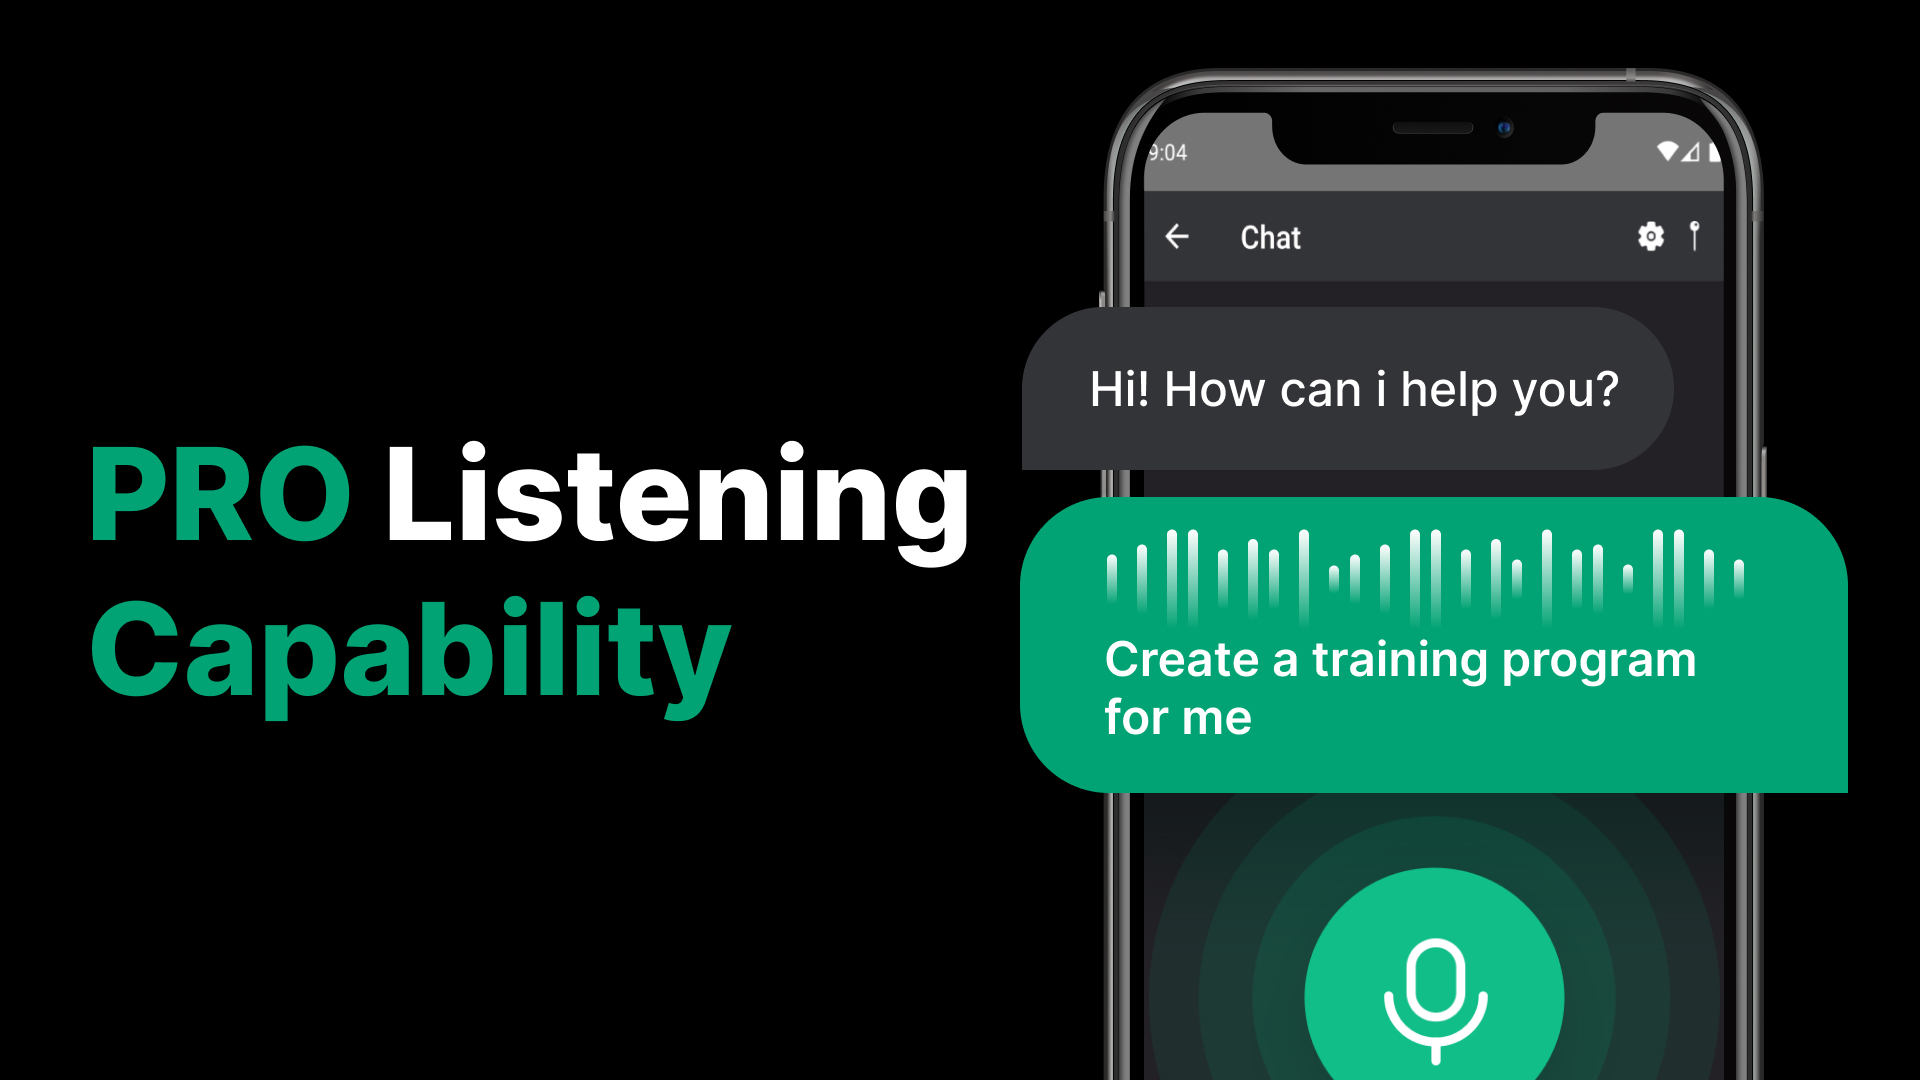 PRO Listening
Capability
9:04
Chat
Hi! How can i help you?
Create a training program
for me